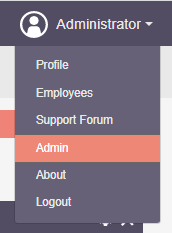 Administrator
Profile
Employees
Support Forum
Admin
About
Logout